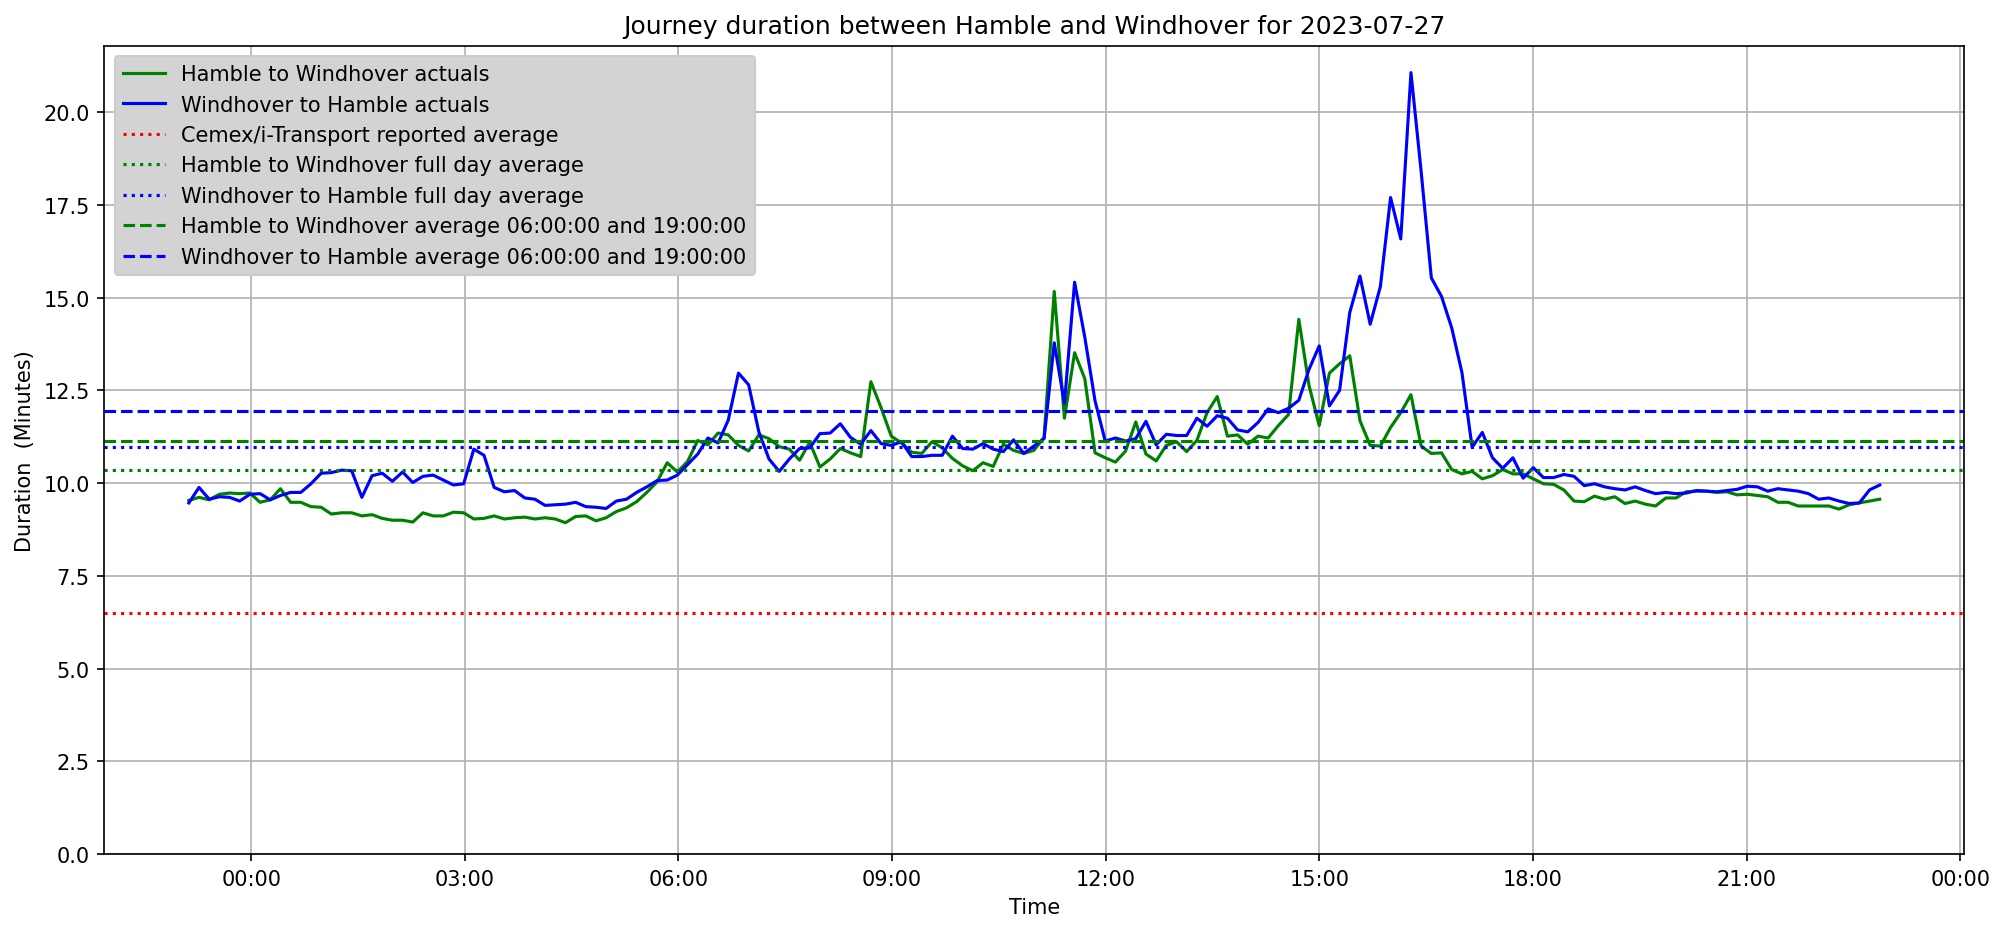 Journey duration between Hamble and Windhover for 2023-07-27
Hamble to Windhover actuals
Windhover to Hamble actuals
Cemex/i-Transport reported average
Hamble to Windhover full day average
Windhover to Hamble full day average
Hamble to Windhover average 06:00:00 and 19:00:00
Windhover to Hamble average 06:00:00 and 19:00:00
Duration (Minutes)
20.0
17.5
15.0
12.5
10.0
7.5
5.0
2.5
0.0
00:00 03:00 06:00 09:00 12:00 15:00 18:00 21:00 00:00
Time